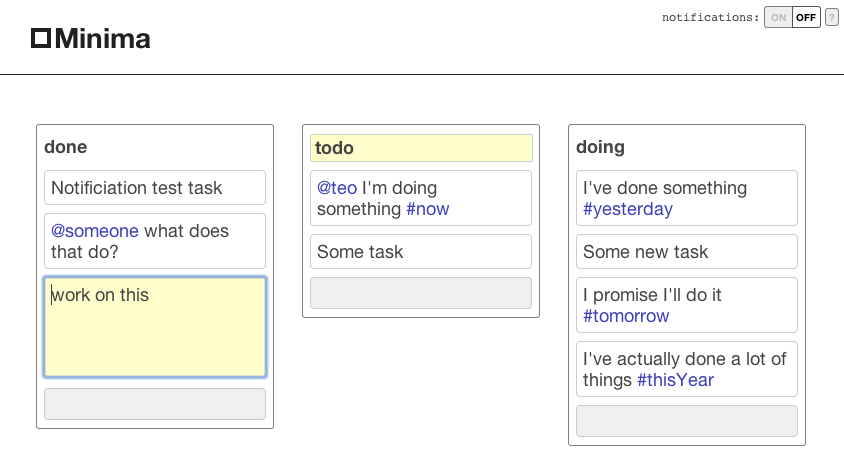 notifications: ON OFF ?
Minima
done
Notificiation test task
@someone what does
that do?
work on this
todo
@teo I'm doing
something #now
Some task
doing
I've done something
#yesterday
Some new task
I promise I'll do it
#tomorrow
I've actually done a lot of
things #thisYear